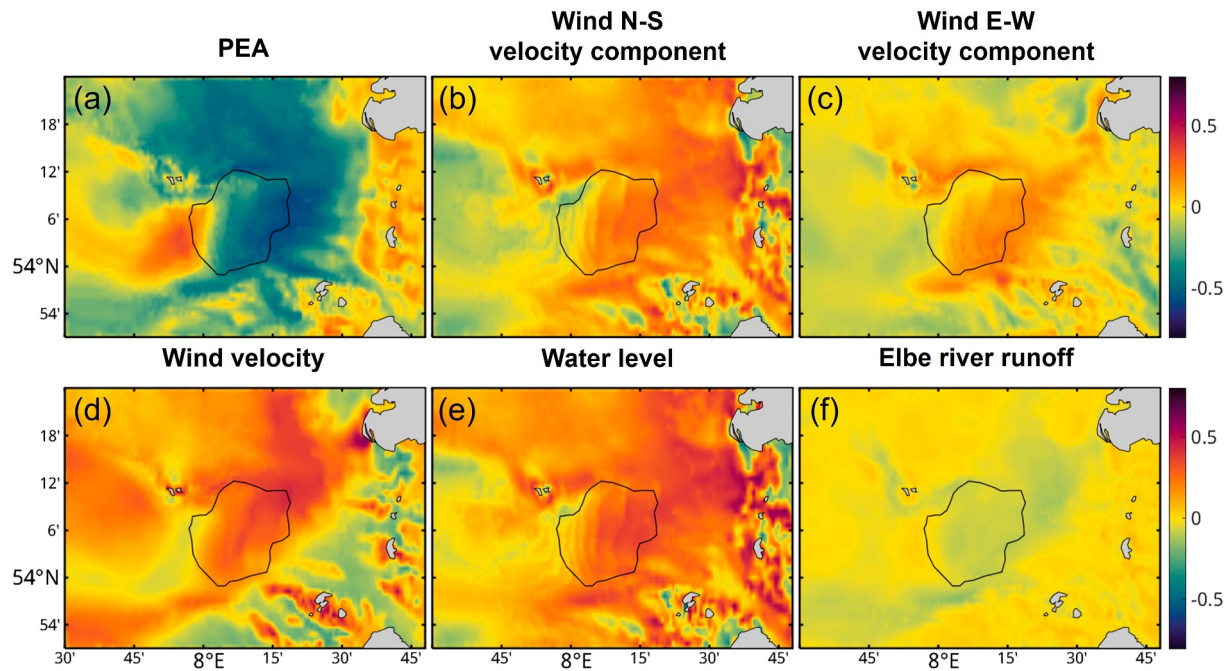 PEA
Wind N-S
velocity component
Wind E-W
velocity component
(a)
(b)
(c)
18'
12'
6'
54°N
54'
0.5
0
-0.5
Wind velocity
Water level
Elbe river runoff
(d)
(e)
(f)
18'
12'
6'
54°N
54'
0.5
0
-0.5
30' 45' 8°E 15' 30' 45'
45' 8°E 15' 30' 45'
45' 8°E 15' 30' 45'